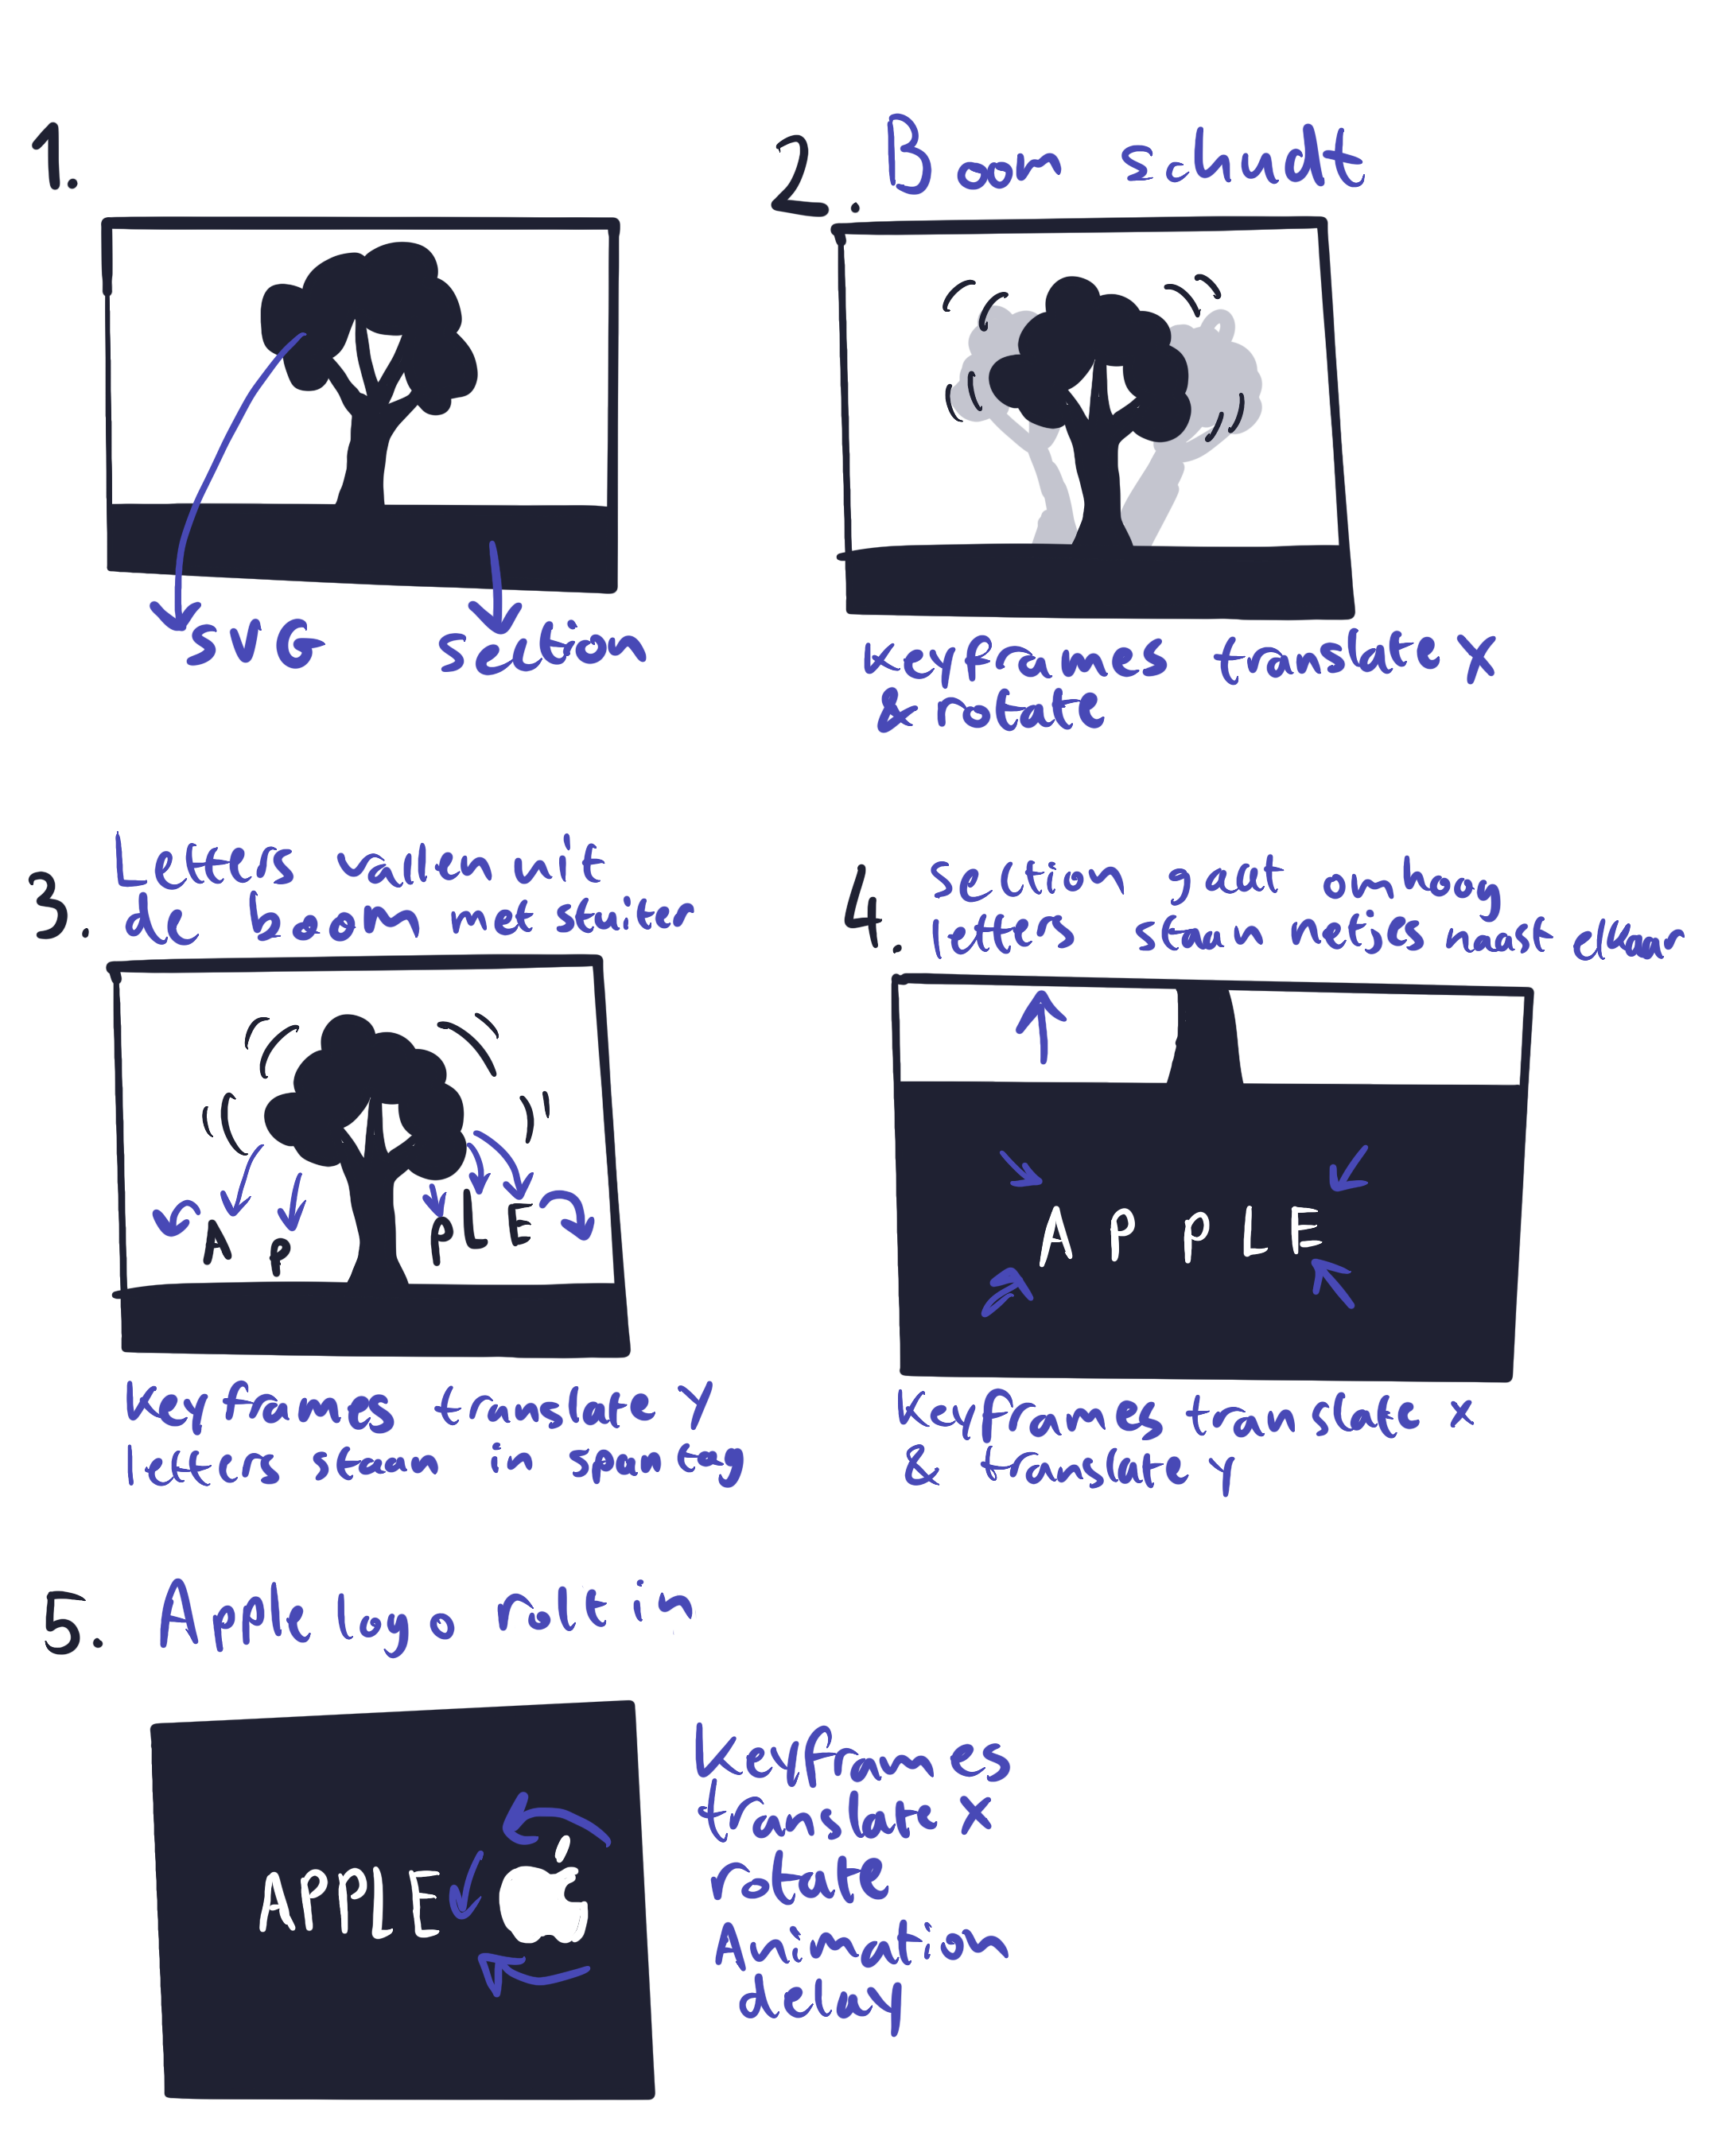 1.
SVG
section
2. Boom schudt
Keyframes translate X
& rotate
3. Letters vallen uit
de boom met stuiter
A P P L E
Keyframes translate Y
letters staan in span tag
4. section gaat omhoog
letters staan netjes naast elkaar
A P P L E
Keyframes translate x
& translate Y
5. Apple logo rolt in
APPLE
Keyframes
translate X
rotate
Animation
delay